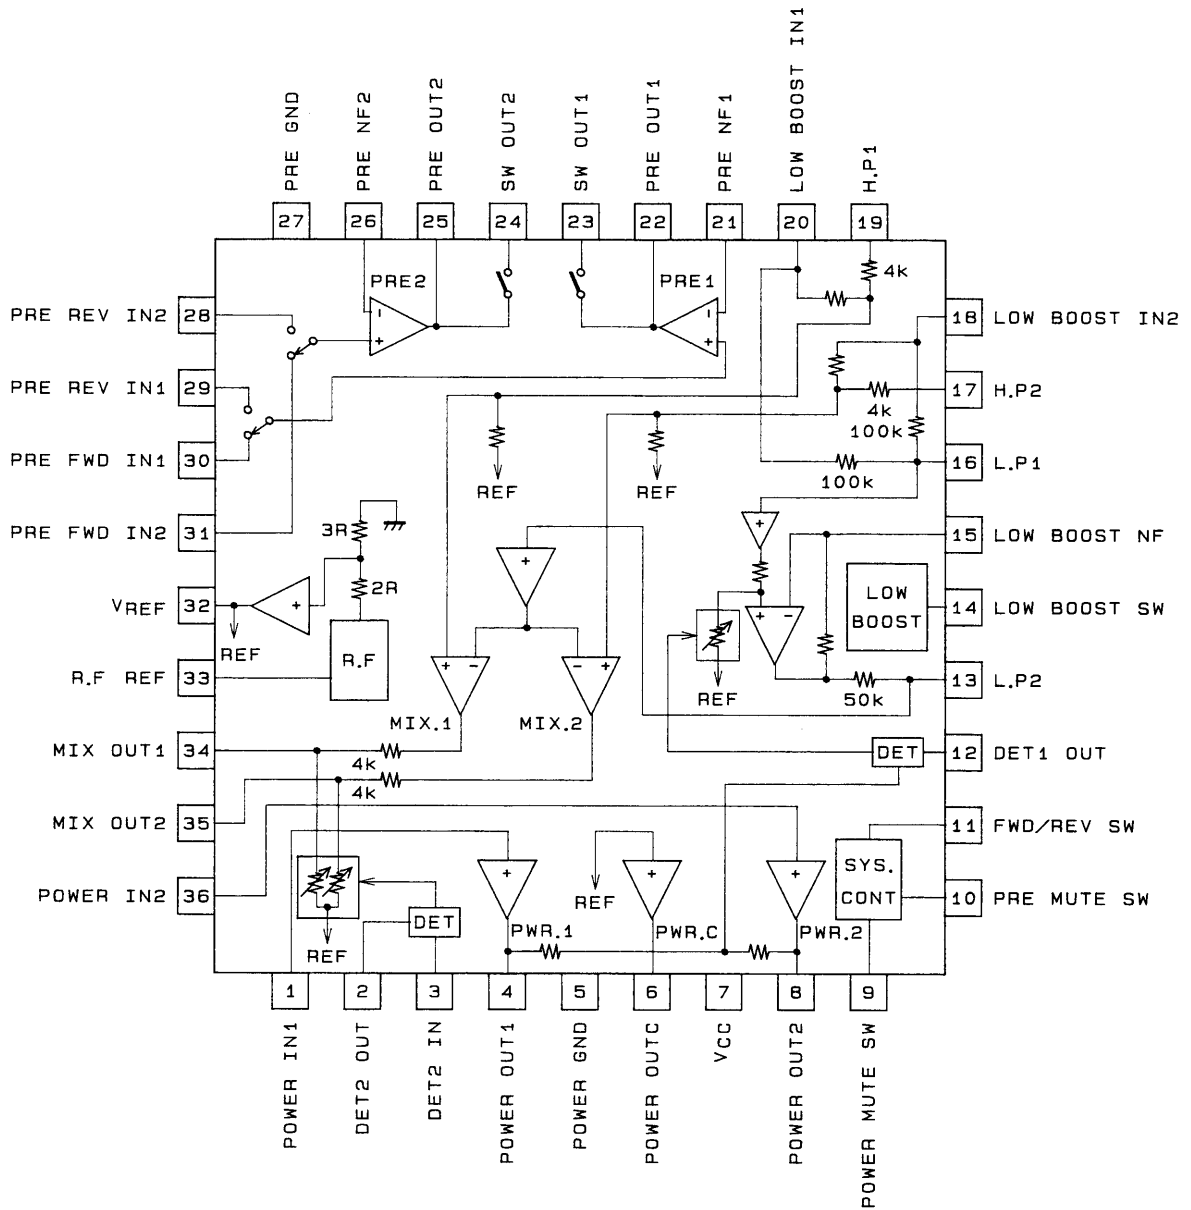 PRE GND
PRE NF2
PRE OUT2
SW OUT2
SW OUT1
PRE OUT1
PRE NF1
LOW BOOST IN1
H.P1
27
26
25
24
23
22
21
20
19
PRE REV IN2
28
PRE REV IN1
29
PRE FWD IN1
30
PRE FWD IN2
31
VREF
32
R.F REF
33
MIX OUT1
34
MIX OUT2
35
POWER IN2
36
18
LOW BOOST IN2
17
H.P2
16
L.P1
15
LOW BOOST NF
14
LOW BOOST SW
13
L.P2
12
DET1 OUT
11
FWD/REV SW
10
PRE MUTE SW
PRE2
-
+
PRE1
-
+
4k
4k
100k
100k
REF
REF
3R
2R
+
REF
R.F
+
+
+
-
LOW
BOOST
REF
50k
+
-
-
+
MIX.1
MIX.2
4k
4k
DET
SYS.
CONT
+
+
+
REF
DET
REF
PWR.1
PWR.C
PWR.2
1
2
3
4
5
6
7
8
9
POWER IN1
DET2 OUT
DET2 IN
POWER OUT1
POWER GND
POWER OUTC
VCC
POWER OUT2
POWER MUTE SW